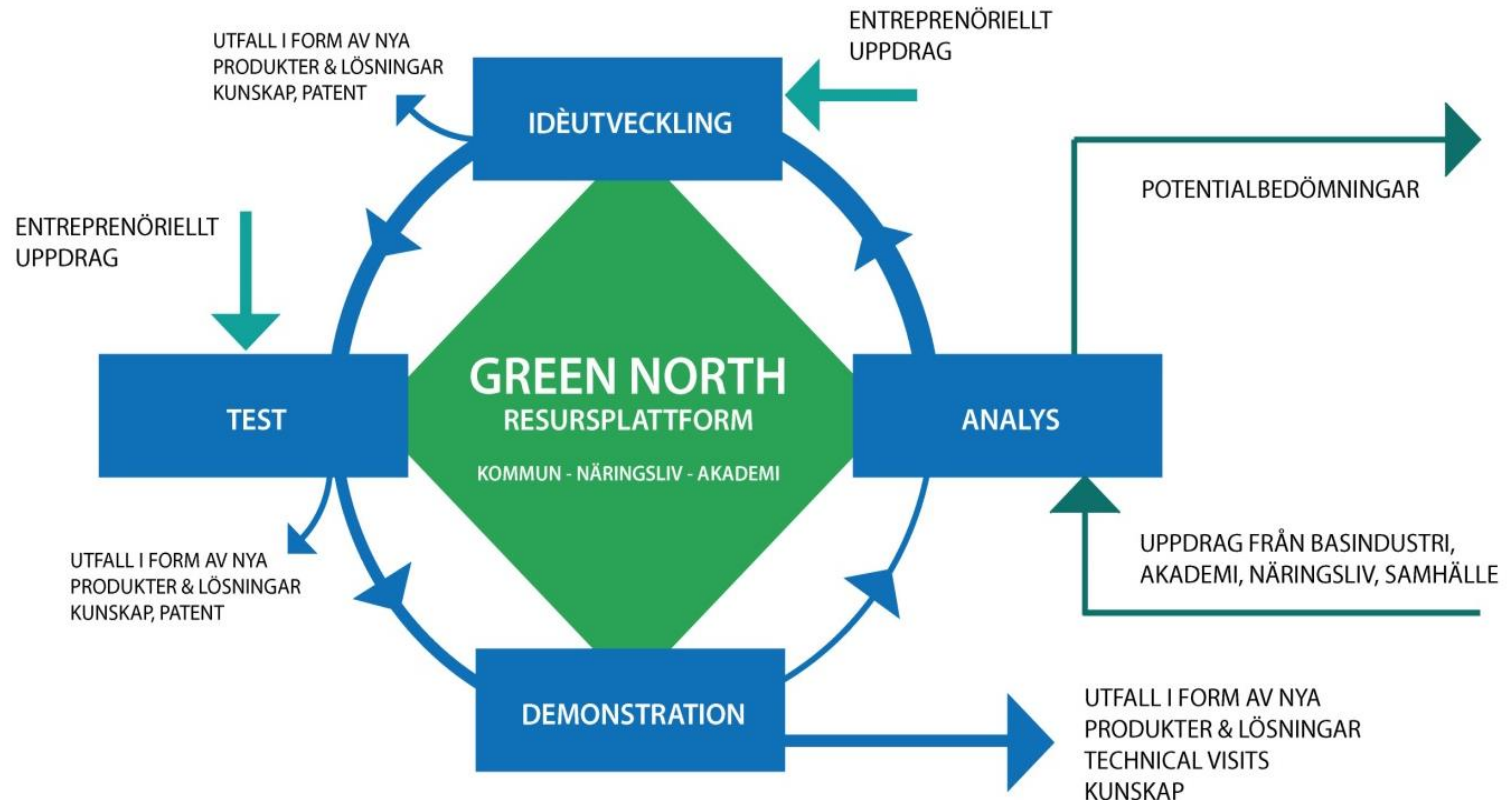 UTFALL I FORM AV NYA
PRODUKTER & LÖSNINGAR
KUNSKAP, PATENT
IDÈUTVECKLING
ENTREPRENÖRIELLT
UPPDRAG
POTENTIALBEDÖMNINGAR
ENTREPRENÖRIELLT
UPPDRAG
TEST
GREEN NORTH
RESURSPLATTFORM
KOMMUN - NÄRINGSLIV - AKADEMI
ANALYS
UTFALL I FORM AV NYA
PRODUKTER & LÖSNINGAR
KUNSKAP, PATENT
UPPDRAG FRÅN BASINDUSTRI,
AKADEMI, NÄRINGSLIV, SAMHÄLLE
DEMONSTRATION
UTFALL I FORM AV NYA
PRODUKTER & LÖSNINGAR
TECHNICAL VISITS
KUNSKAP